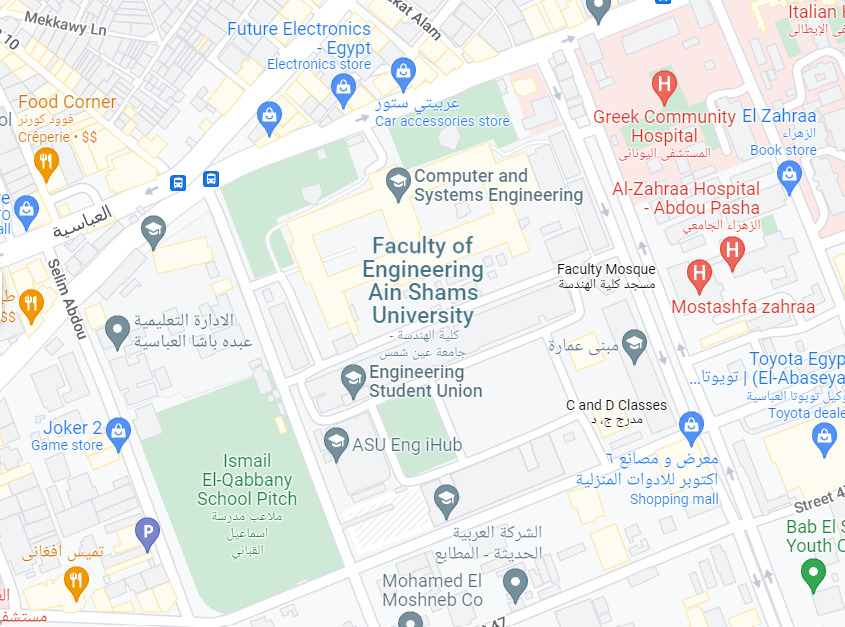 Mekkawy Ln
kat Alam
Italian H
Future Electronics
- Egypt
Electronics store
عربيتي ستور
Car accessories store
Food Corner
فوود كورنر
Crêperie • $$
Greek Community
Hospital
المستشفى اليوناني
El Zahraa
الزهراء
Book store
Computer and
Systems Engineering
Al-Zahraa Hospital
- Abdou Pasha
الزهراء الجامعي
العباسية
Selim Abdou
Faculty of
Engineering
Ain Shams
University
كلية الهندسة -
جامعة عين شمس
Faculty Mosque
مسجد كلية الهندسة
Mostashfa zahraa
الادارة التعليمية
عبده باشا العباسية
مبنى عمارة
Toyota Egyp
(El-Abaseya | تويوتا...
وكيل تويوتا العباسية
Toyota deale
Engineering
Student Union
C and D Classes
مدرج ج, د
Joker 2
Game store
ASU Eng iHub
معرض و مصانع ٦
اكتوبر للادوات المنزلية
Shopping mall
Ismail
El-Qabbany
School Pitch
ملاعب مدرسة
اسماعيل
القباني
Street 47
P
الشركة العربية
الحديثة - المطابع
Bab El S
Youth C
تميس افغانى
Mohamed El
Moshneb Co
مستشفى